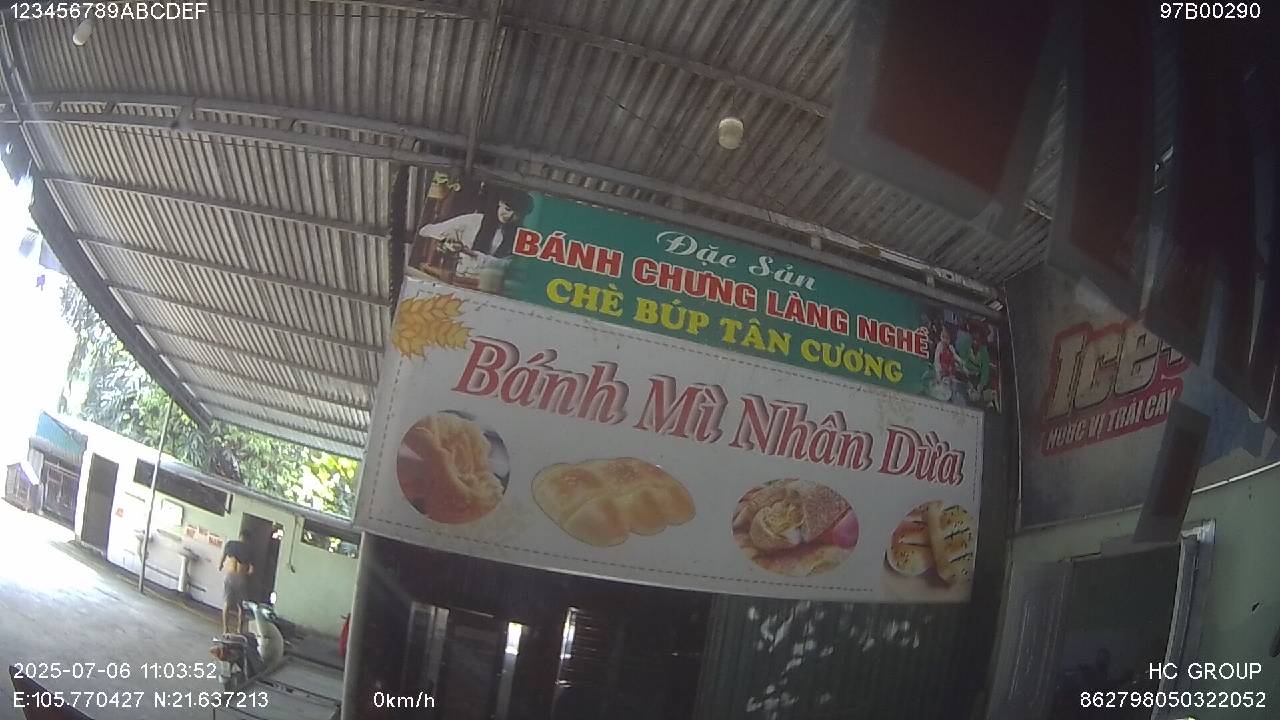 123456789ABCDEF
97B00290
Đặc Sản
BÁNH CHƯNG LÀNG NGHỀ
CHÈ BÚP TÂN CƯƠNG
Bánh Mì Nhân Dừa
NƯỚC VỊ TRÁI CÂY
2025-07-06 11:03:52
HC GROUP
E:105.770427 N:21.637213
0km/h
862798050322052